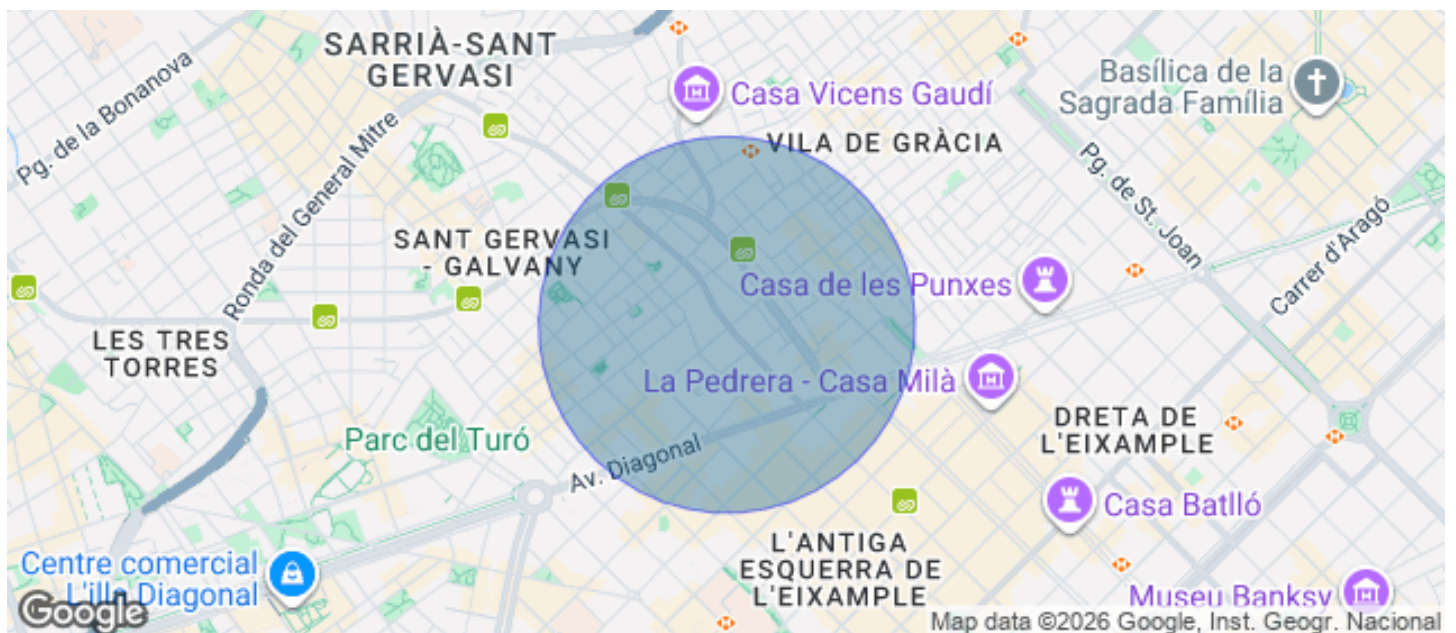 SARRIÀ-SANT
GERVASI
Pg. de la Bonanova
Ronda del General Mitre
Casa Vicens Gaudí
Basílica de la
Sagrada Família
VILA DE GRÀCIA
Pg. de St. Joan
Carrer d'Aragó
SANT GERVASI
- GALVANY
Casa de les Punxes
LES TRES
TORRES
La Pedrera - Casa Milà
DRETA DE
L'EIXAMPLE
Parc del Turó
Av. Diagonal
Casa Batlló
L'ANTIGA
ESQUERRA DE
L'EIXAMPLE
Centre comercial
L'illa Diagonal
Museu Banksy
Google
Map data ©2026 Google, Inst. Geogr. Nacional